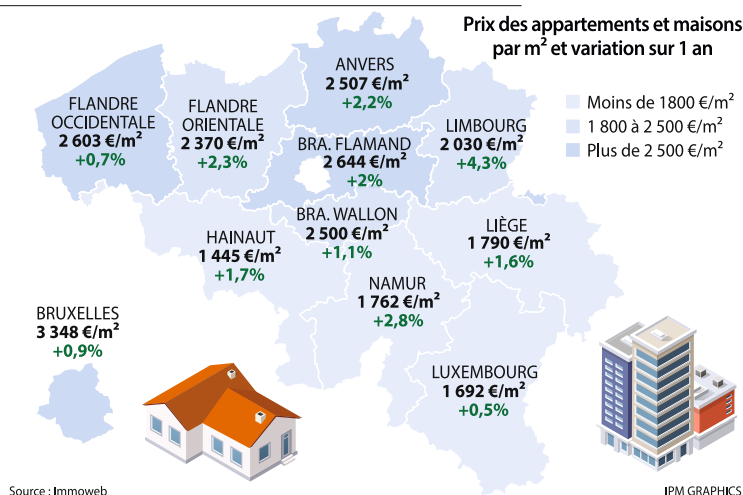 Prix des appartements et maisons
par m² et variation sur 1 an
Moins de 1800 €/m²
1 800 à 2 500 €/m²
Plus de 2 500 €/m²
ANVERS
2 507 €/m²
+2,2%
FLANDRE
OCCIDENTALE
2 603 €/m²
+0,7%
FLANDRE
ORIENTALE
2 370 €/m²
+2,3%
BRA. FLAMAND
2 644 €/m²
+2%
LIMBOURG
2 030 €/m²
+4,3%
BRA. WALLON
2 500 €/m²
+1,1%
HAINAUT
1 445 €/m²
+1,7%
LIÈGE
1 790 €/m²
+1,6%
NAMUR
1 762 €/m²
+2,8%
BRUXELLES
3 348 €/m²
+0,9%
LUXEMBOURG
1 692 €/m²
+0,5%
Source : Immoweb
IPM GRAPHICS